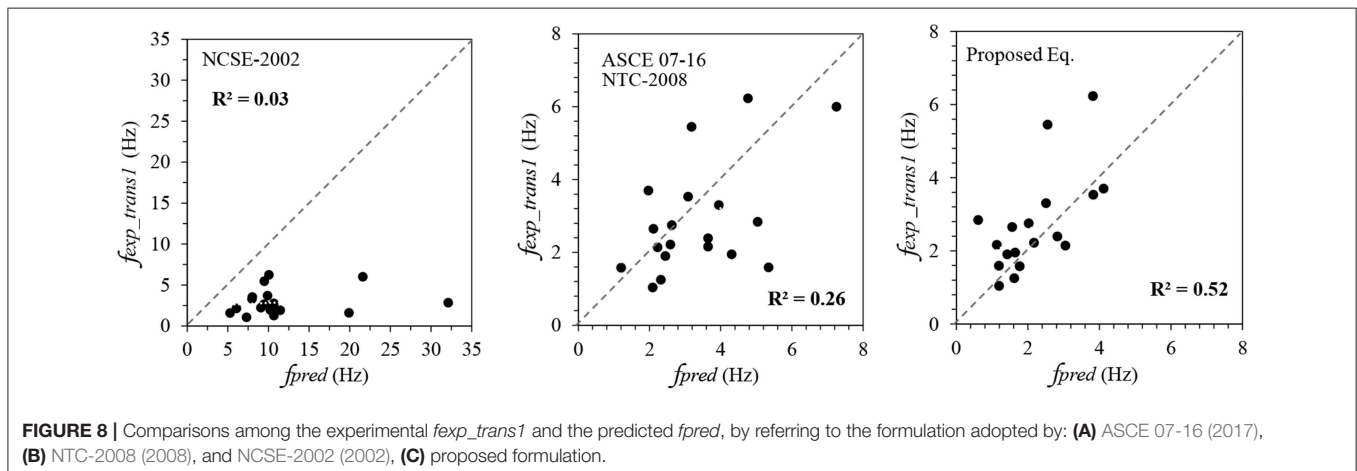 35
30
25
20
15
10
5
0
fexp_trans1 (Hz)
NCSE-2002
R² = 0.03
0 5 10 15 20 25 30 35
fpred (Hz)
8
6
4
2
0
fexp_trans1 (Hz)
ASCE 07-16
NTC-2008
R² = 0.26
0 2 4 6 8
fpred (Hz)
8
6
4
2
0
fexp_trans1 (Hz)
Proposed Eq.
R² = 0.52
0 2 4 6 8
fpred (Hz)
FIGURE 8 | Comparisons among the experimental fexp_trans1 and the predicted fpred, by referring to the formulation adopted by: (A) ASCE 07-16 (2017),
(B) NTC-2008 (2008), and NCSE-2002 (2002), (C) proposed formulation.